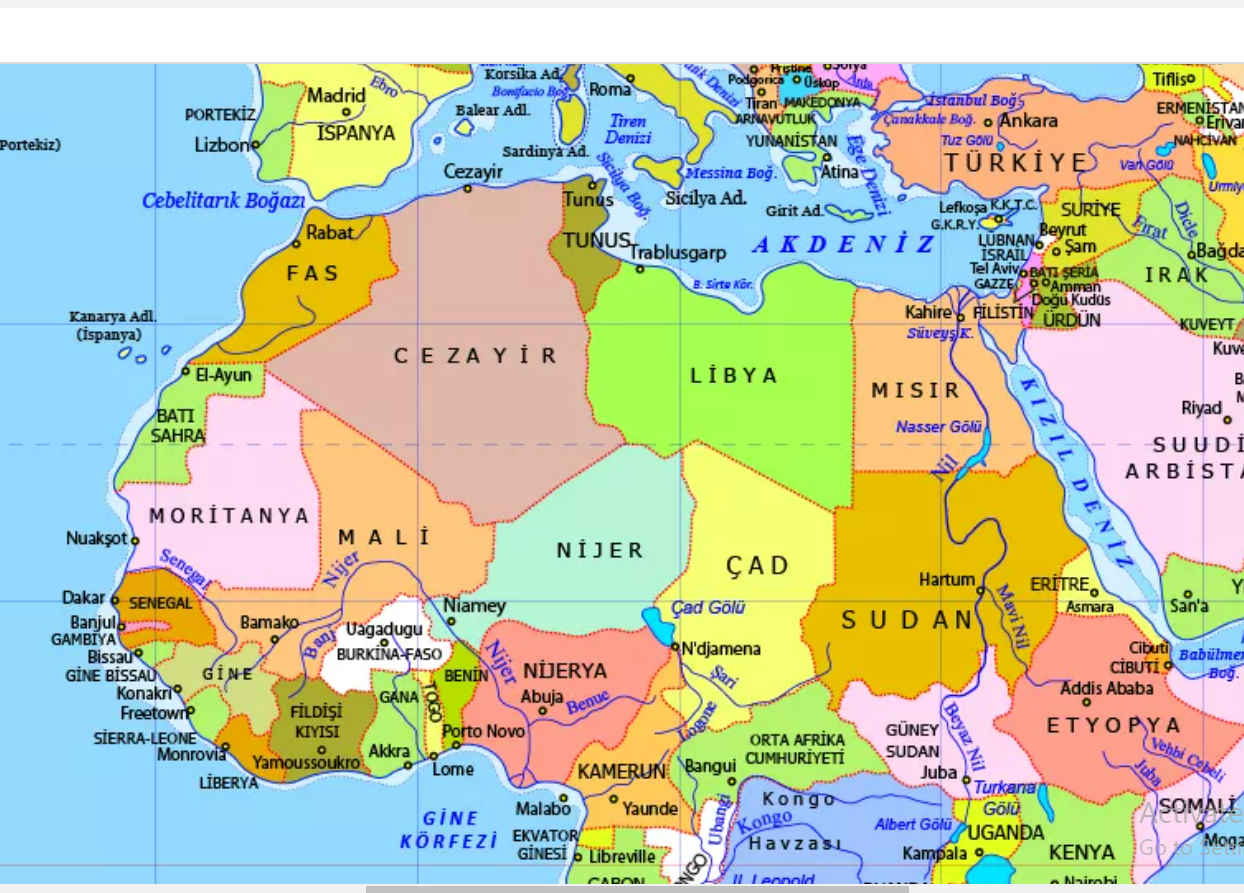 Korsika Ad.
Bonifacio Boğ.
Roma
Podgorica
Priştine
Üsküp
Sofya
Arda
Tiflis
Madrid
Ebro
PORTEKİZ
İSPANYA
Balear Adl.
Tiren
Denizi
Tiran
MAKEDONYA
ARNAVUTLUK
İstanbul Boğ.
Çanakkale Boğ.
Ankara
ERMENİSTAN
Erivan
Portekiz)
Lizbon
Sardinya Ad.
YUNANİSTAN
Tuz Gölü
NAHCİVAN
Cezayir
Sicilya Boğ.
Messina Boğ.
Atina
Ege Denizi
TÜRKİYE
Van Gölü
Cebelitarık Boğazı
Tunus
Sicilya Ad.
Girit Ad.
Lefkoşa
K.K.T.C.
G.K.R.Y.
SURİYE
Dicle
Fırat
Rabat
TUNUS
Trablusgarp
AKDENİZ
Beyrut
LÜBNAN
Şam
İSRAİL
Bağda
FAS
B. Sirte Kör.
Tel Aviv
BATI ŞERİA
GAZZE
Amman
IRAK
Doğu Kudüs
Kanarya Adl.
(İspanya)
Kahire
FİLİSTİN
ÜRDÜN
KUVEYT
Süveyş K.
Kuve
CEZAYİR
LİBYA
El-Ayun
MISIR
KIZIL DENİZ
Riyad
BATI
SAHRA
Nasser Gölü
SUUDİ
ARBİSTA
Nil
MORİTANYA
MALİ
NİJER
ÇAD
Nuakşot
Senegal
Nijer
Hartum
Mavi Nil
ERİTRE
Asmara
San'a
Dakar
SENEGAL
Niamey
Çad Gölü
SUDAN
Banjul
GAMBİYA
Bamako
Banj
Uagadugu
BURKİNA-FASO
N'djamena
Cibuti
CİBUTİ
Babülmen
Boğ.
Bissau
GİNE BİSSAU
GİNE
BENİN
Nijer
NİJERYA
Şari
Konakri
Freetown
FİLDİŞİ
KIYISI
GANA
TOGO
Abuja
Benue
Logone
Addis Ababa
ETYOPYA
SİERRA-LEONE
Monrovia
LİBERYA
Yamoussoukro
Akkra
Porto Novo
Lome
KAMERUN
Bangui
ORTA AFRİKA
CUMHURİYETİ
GÜNEY
SUDAN
Juba
Beyaz Nil
Vehbi Cebeli
Juba
Turkana
Gölü
GİNE
KÖRFEZİ
Malabo
Yaunde
Ubangi
Kongo
Havzası
Kongo
Albert Gölü
SOMALİ
EKVATOR
GİNESİ
Libreville
GABON
UGANDA
Kampala
KENYA
Nairobi
II. Leopold
Activate
Go to Setti